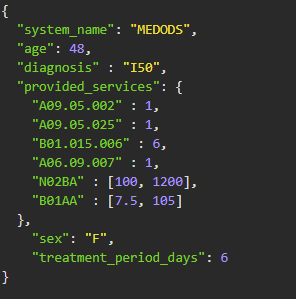 {
"system_name": "MEDODS",
"age": 48,
"diagnosis" : "I50",
"provided_services": {
"A09.05.002" : 1,
"A09.05.025" : 1,
"B01.015.006" : 6,
"A06.09.007" : 1,
"N02BA" : [100, 1200],
"B01AA" : [7.5, 105]
},
"sex": "F",
"treatment_period_days": 6
}